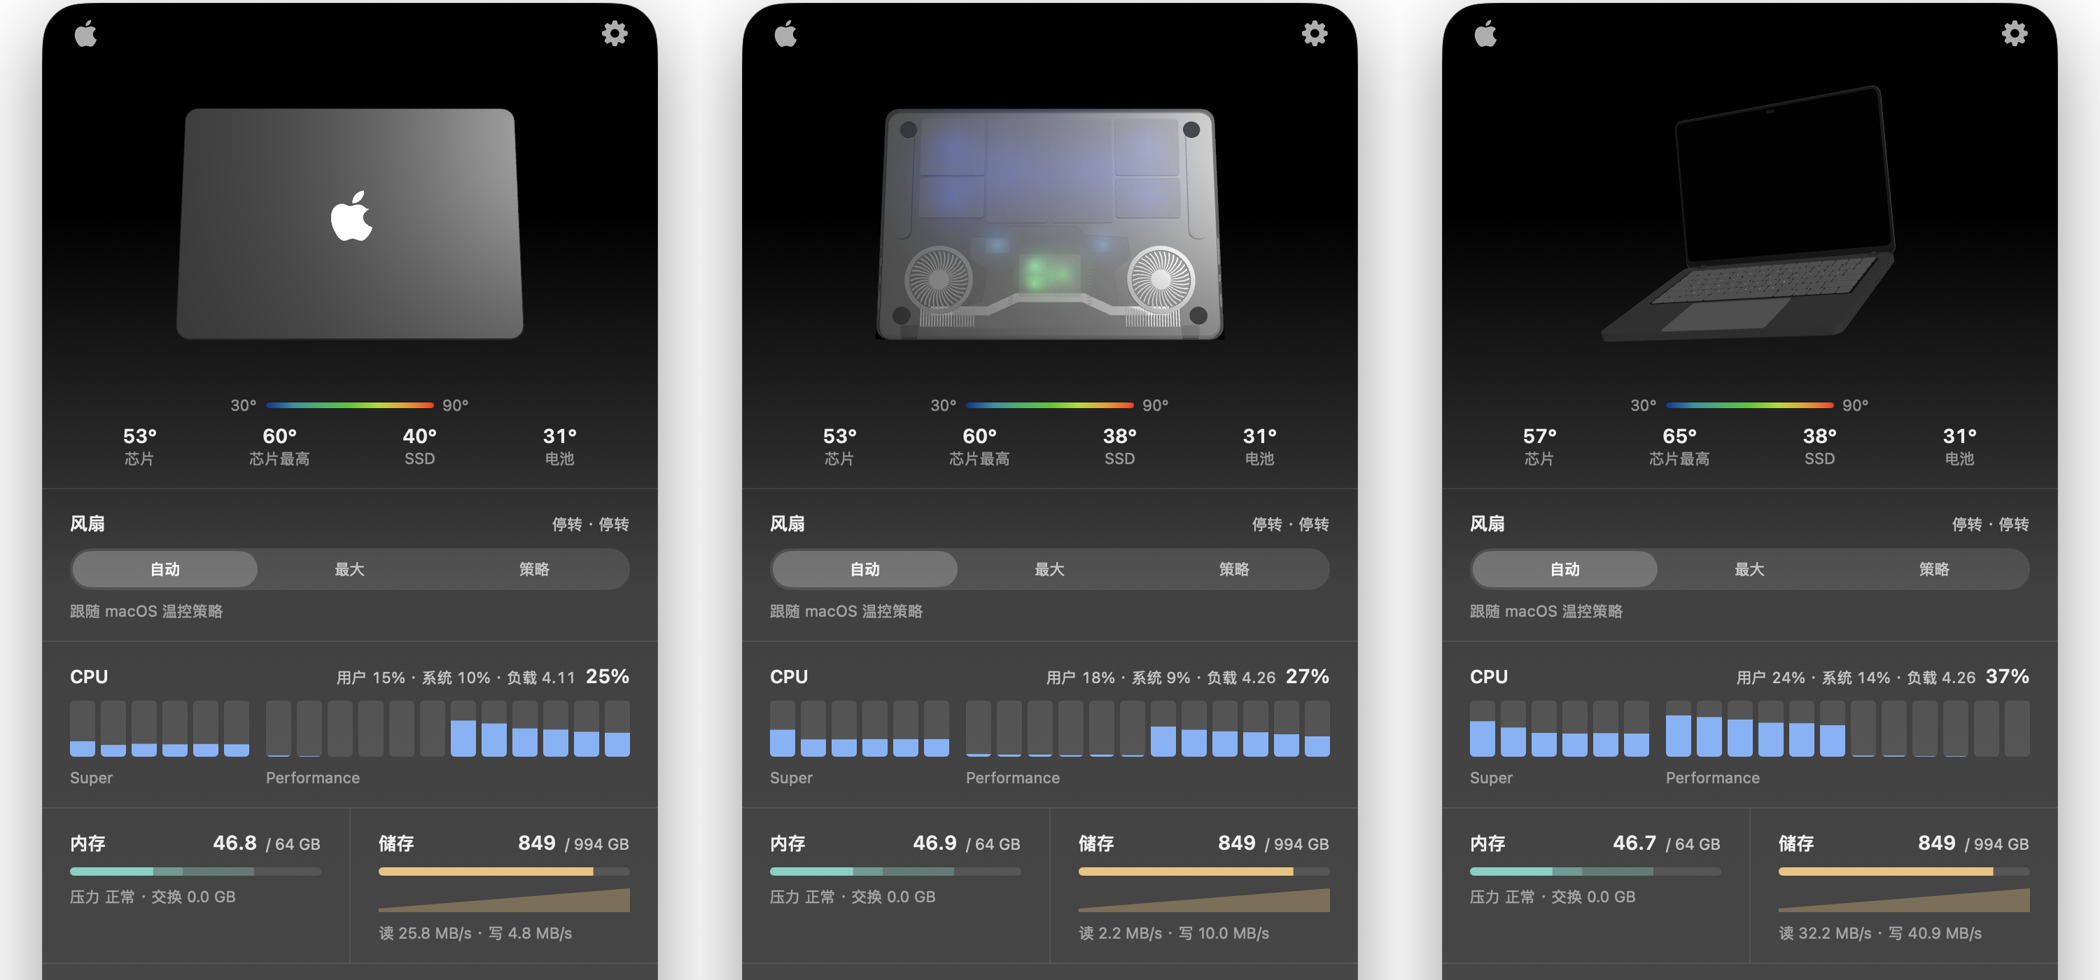 30° 90°
53° 60° 40° 31°
芯片 芯片最高 SSD 电池
风扇 停转 · 停转
自动 最大 策略
跟随 macOS 温控策略
CPU 用户 15% · 系统 10% · 负载 4.11 25%
Super Performance
内存 46.8 / 64 GB 储存 849 / 994 GB
压力 正常 · 交换 0.0 GB
读 25.8 MB/s · 写 4.8 MB/s
30° 90°
53° 60° 38° 31°
芯片 芯片最高 SSD 电池
风扇 停转 · 停转
自动 最大 策略
跟随 macOS 温控策略
CPU 用户 18% · 系统 9% · 负载 4.26 27%
Super Performance
内存 46.9 / 64 GB 储存 849 / 994 GB
压力 正常 · 交换 0.0 GB
读 2.2 MB/s · 写 10.0 MB/s
30° 90°
57° 65° 38° 31°
芯片 芯片最高 SSD 电池
风扇 停转 · 停转
自动 最大 策略
跟随 macOS 温控策略
CPU 用户 24% · 系统 14% · 负载 4.26 37%
Super Performance
内存 46.7 / 64 GB 储存 849 / 994 GB
压力 正常 · 交换 0.0 GB
读 32.2 MB/s · 写 40.9 MB/s